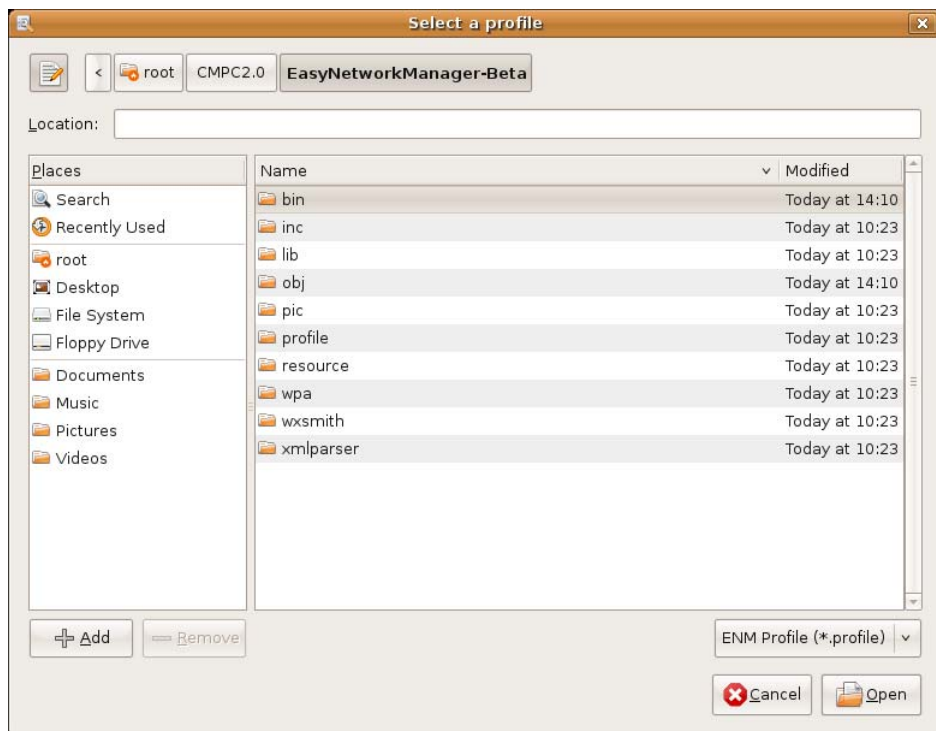 Select a profile
< root CMPC2.0 EasyNetworkManager-Beta
Location:
Places
Search
Recently Used
root
Desktop
File System
Floppy Drive
Documents
Music
Pictures
Videos
Name Modified
bin Today at 14:10
inc Today at 10:23
lib Today at 10:23
obj Today at 14:10
pic Today at 10:23
profile Today at 10:23
resource Today at 10:23
wpa Today at 10:23
wxsmith Today at 10:23
xmlparser Today at 10:23
Add Remove ENM Profile (*.profile)
Cancel Open